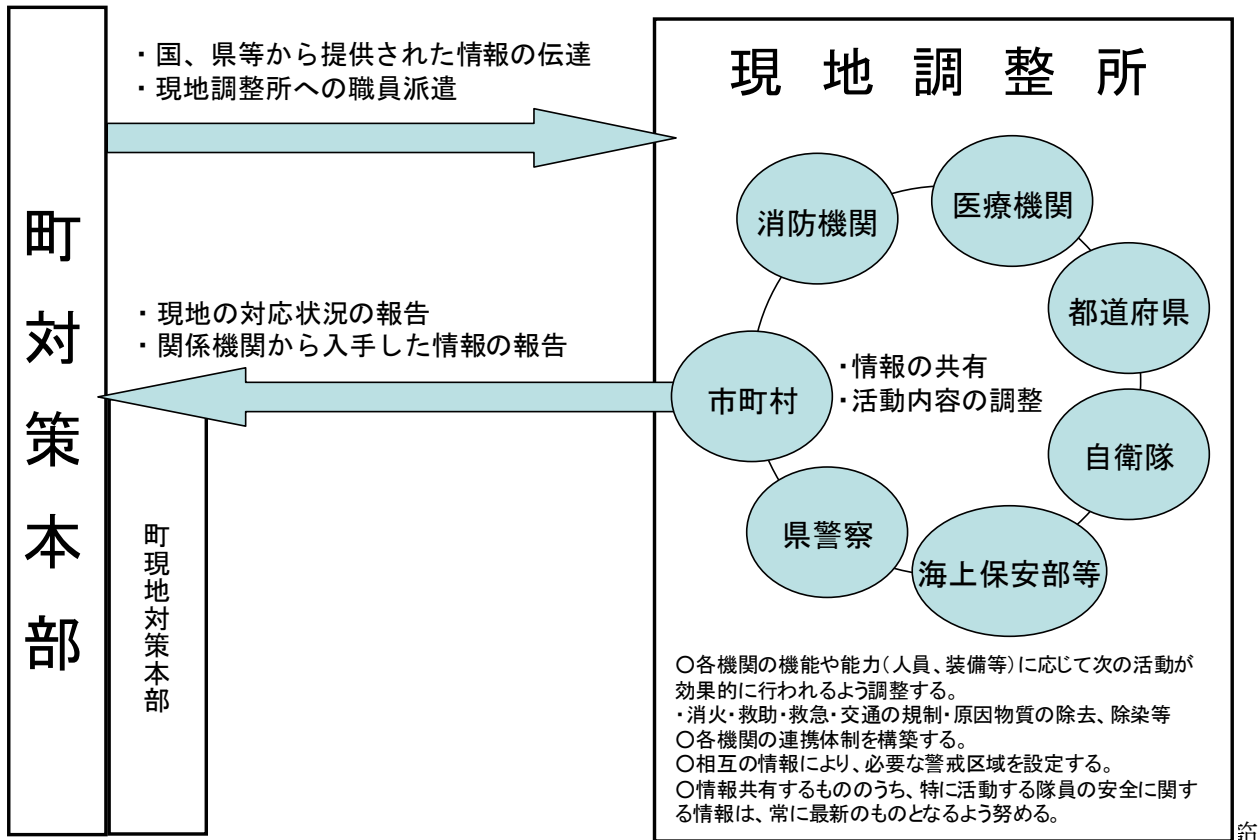 町対策本部
・国、県等から提供された情報の伝達
・現地調整所への職員派遣
・現地の対応状況の報告
・関係機関から入手した情報の報告
町現地対策本部
現地調整所
消防機関
医療機関
都道府県
自衛隊
海上保安部等
県警察
市町村
・情報の共有
・活動内容の調整
○各機関の機能や能力(人員、装備等)に応じて次の活動が
効果的に行われるよう調整する。
・消火・救助・救急・交通の規制・原因物質の除去、除染等
○各機関の連携体制を構築する。
○相互の情報により、必要な警戒区域を設定する。
○情報共有するもののうち、特に活動する隊員の安全に関す
る情報は、常に最新のものとなるよう努める。